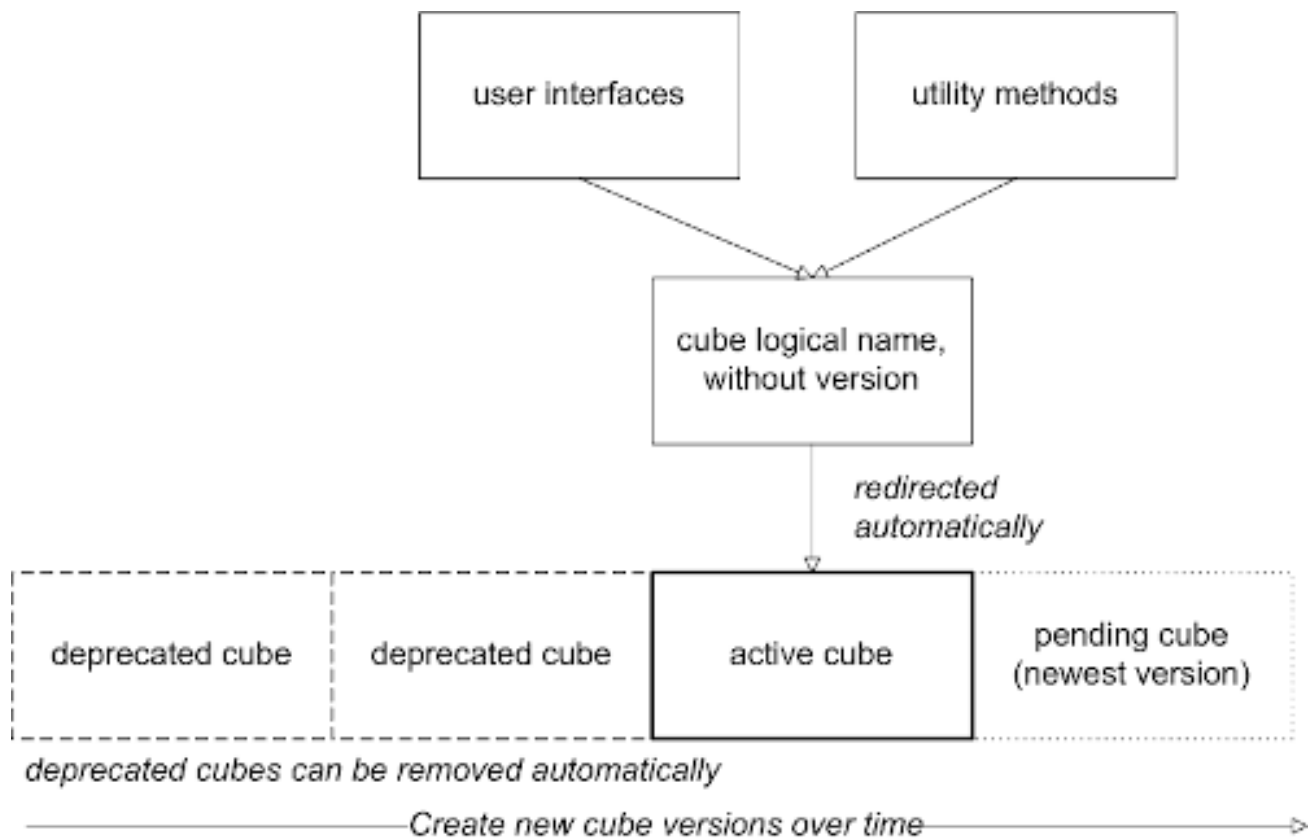 user interfaces
utility methods
cube logical name,
without version
redirected
automatically
deprecated cube
deprecated cube
active cube
pending cube
(newest version)
deprecated cubes can be removed automatically
Create new cube versions over time